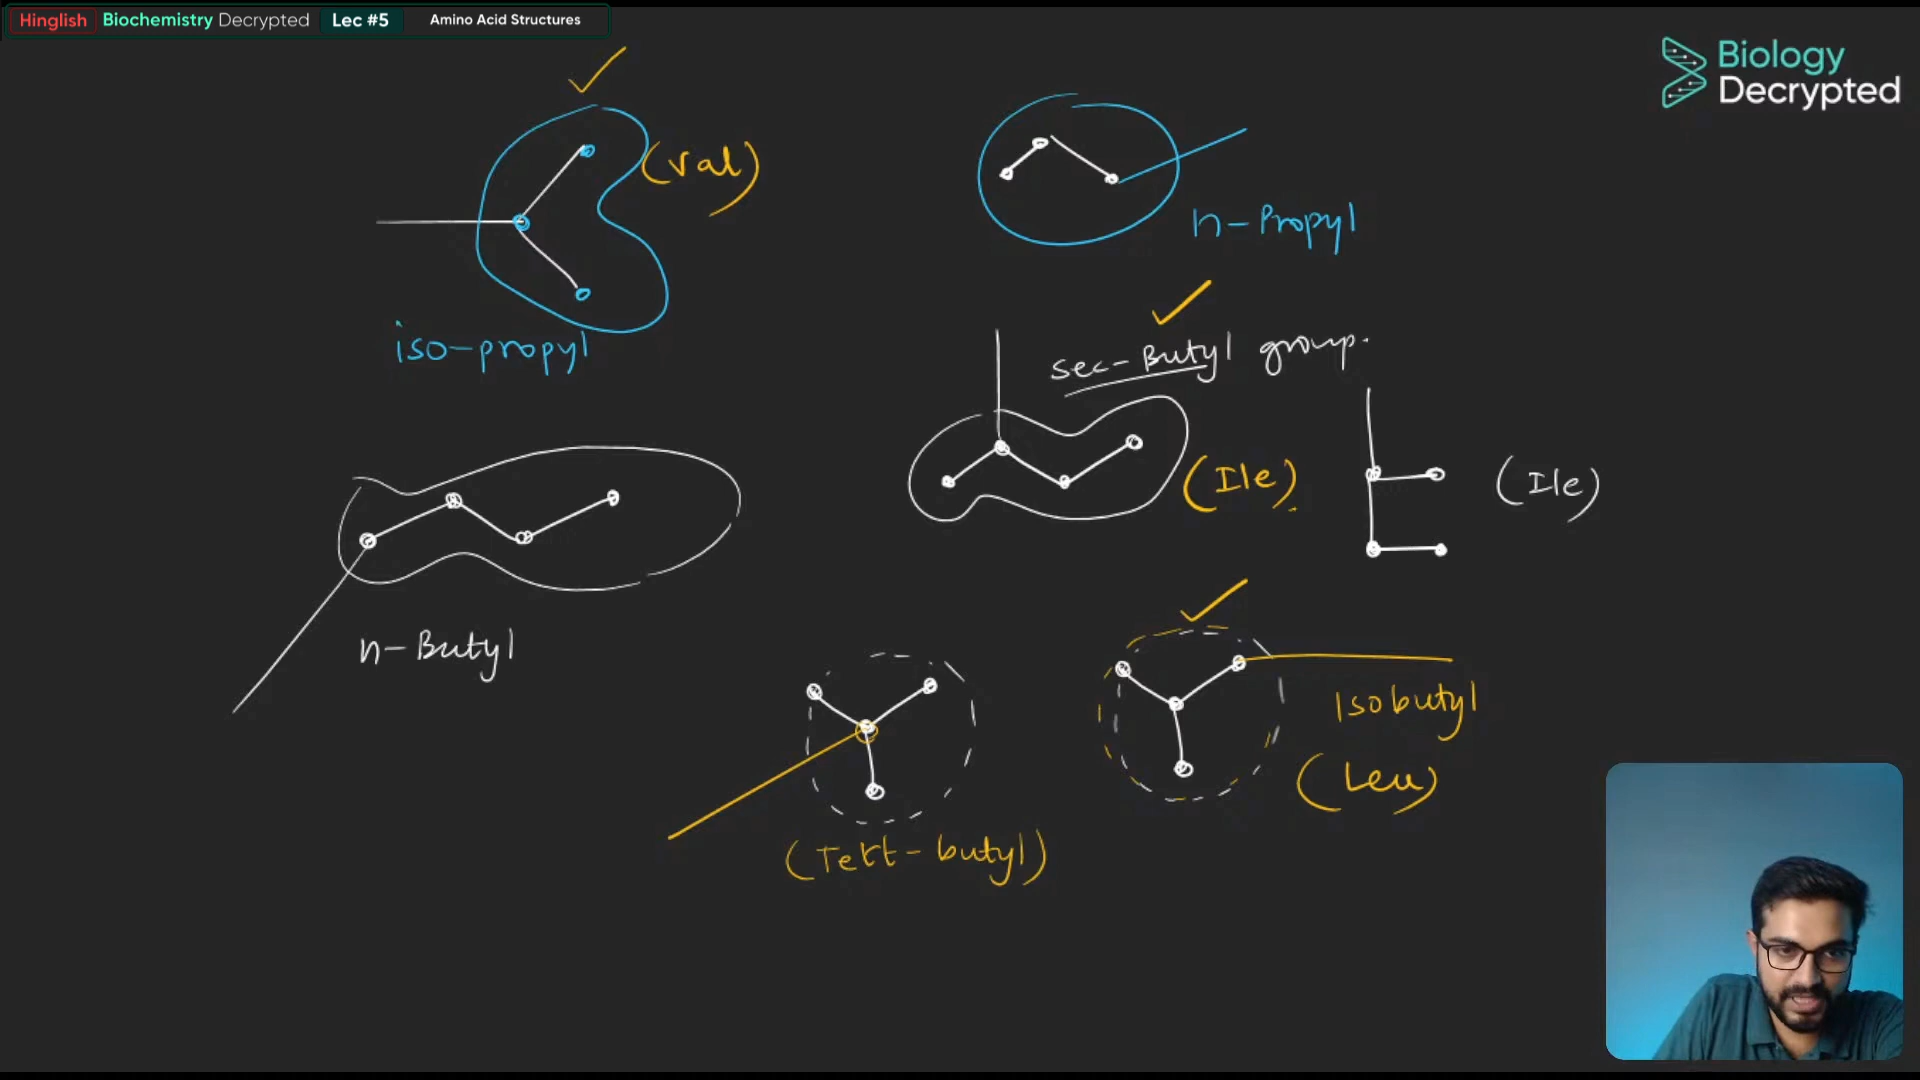 Hinglish Biochemistry Decrypted Lec #5 Amino Acid Structures
Biology
Decrypted
(Val)
n-Propyl
iso-propyl
sec-Butyl group.
(Ile).
(Ile)
n-Butyl
Isobutyl
(Leu)
(Tert-butyl)